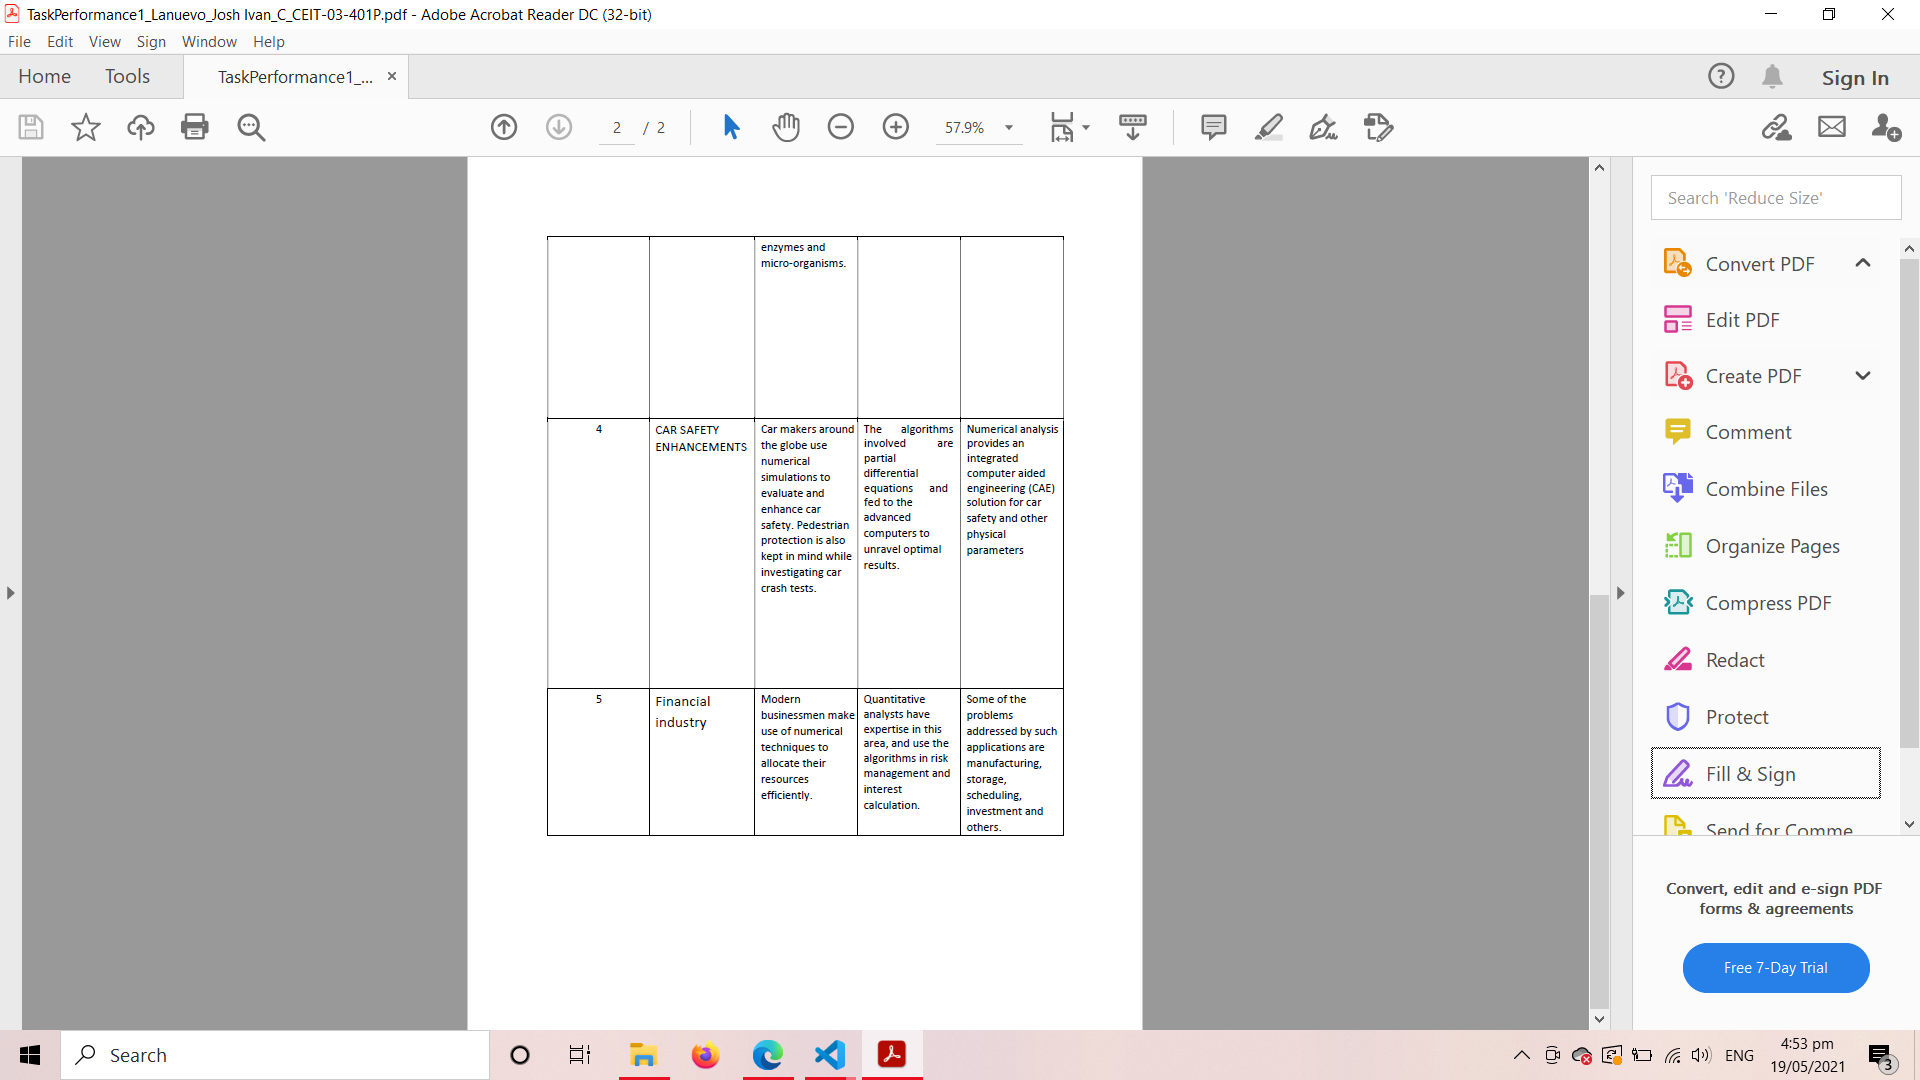 TaskPerformance1_Lanuevo_Josh Ivan_C_CEIT-03-401P.pdf - Adobe Acrobat Reader DC (32-bit)
File Edit View Sign Window Help
Home Tools TaskPerformance1_... × Sign In
2 / 2 57.9%
Search 'Reduce Size'
Convert PDF
Edit PDF
Create PDF
Comment
Combine Files
Organize Pages
Compress PDF
Redact
Protect
Fill & Sign
Send for Comme
Convert, edit and e-sign PDF
forms & agreements
Free 7-Day Trial
enzymes and
micro-organisms.
4
CAR SAFETY
ENHANCEMENTS
Car makers around
the globe use
numerical
simulations to
evaluate and
enhance car
safety. Pedestrian
protection is also
kept in mind while
investigating car
crash tests.
The algorithms
involved are
partial
differential
equations and
fed to the
advanced
computers to
unravel optimal
results.
Numerical analysis
provides an
integrated
computer aided
engineering (CAE)
solution for car
safety and other
physical
parameters
5
Financial
industry
Modern
businessmen make
use of numerical
techniques to
allocate their
resources
efficiently.
Quantitative
analysts have
expertise in this
area, and use the
algorithms in risk
management and
interest
calculation.
Some of the
problems
addressed by such
applications are
manufacturing,
storage,
scheduling,
investment and
others.
Search
ENG
4:53 pm
19/05/2021
3